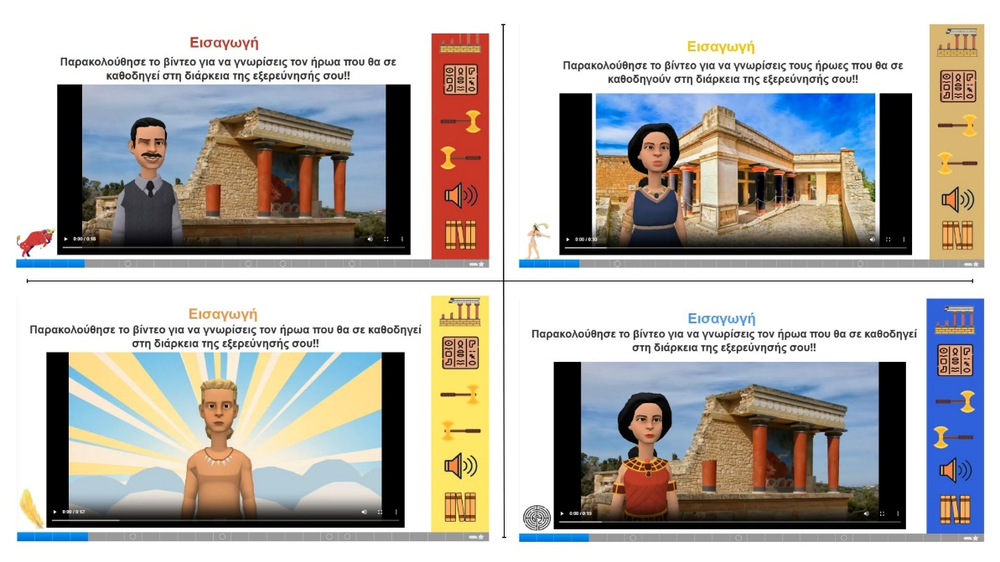 Εισαγωγή
Παρακολούθησε το βίντεο για να γνωρίσεις τον ήρωα που θα σε
καθοδηγεί στη διάρκεια της εξερεύνησής σου!!
0:00 / 0:18
Εισαγωγή
Παρακολούθησε το βίντεο για να γνωρίσεις τους ήρωες που θα σε
καθοδηγούν στη διάρκεια της εξερεύνησής σου!!
0:00 / 0:30
Εισαγωγή
Παρακολούθησε το βίντεο για να γνωρίσεις τον ήρωα που θα σε καθοδηγεί
στη διάρκεια της εξερεύνησής σου!!
0:00 / 0:12
Εισαγωγή
Παρακολούθησε το βίντεο για να γνωρίσεις τον ήρωα που θα σε καθοδηγεί
στη διάρκεια της εξερεύνησής σου!!
0:00 / 0:19